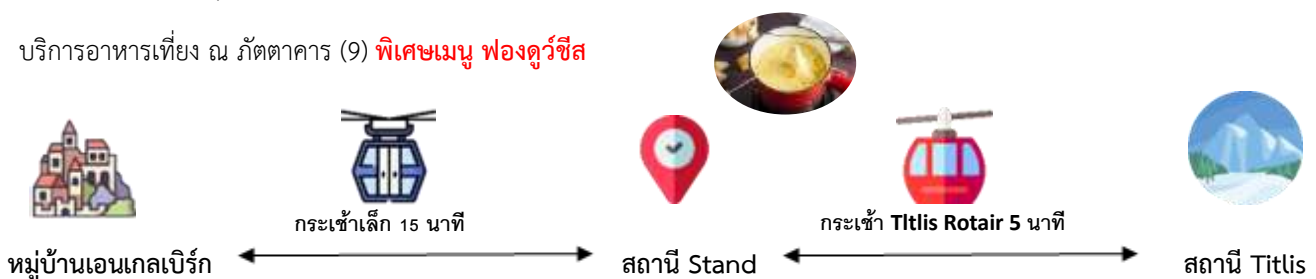 บริการอาหารเที่ยง ณ ภัตตาคาร (9) พิเศษเมนู ฟองดูว์ชีส
กระเช้าเล็ก 15 นาที
กระเช้า Tltlis Rotair 5 นาที
หมู่บ้านเอนเกลเบิร์ก
สถานี Stand
สถานี Titlis